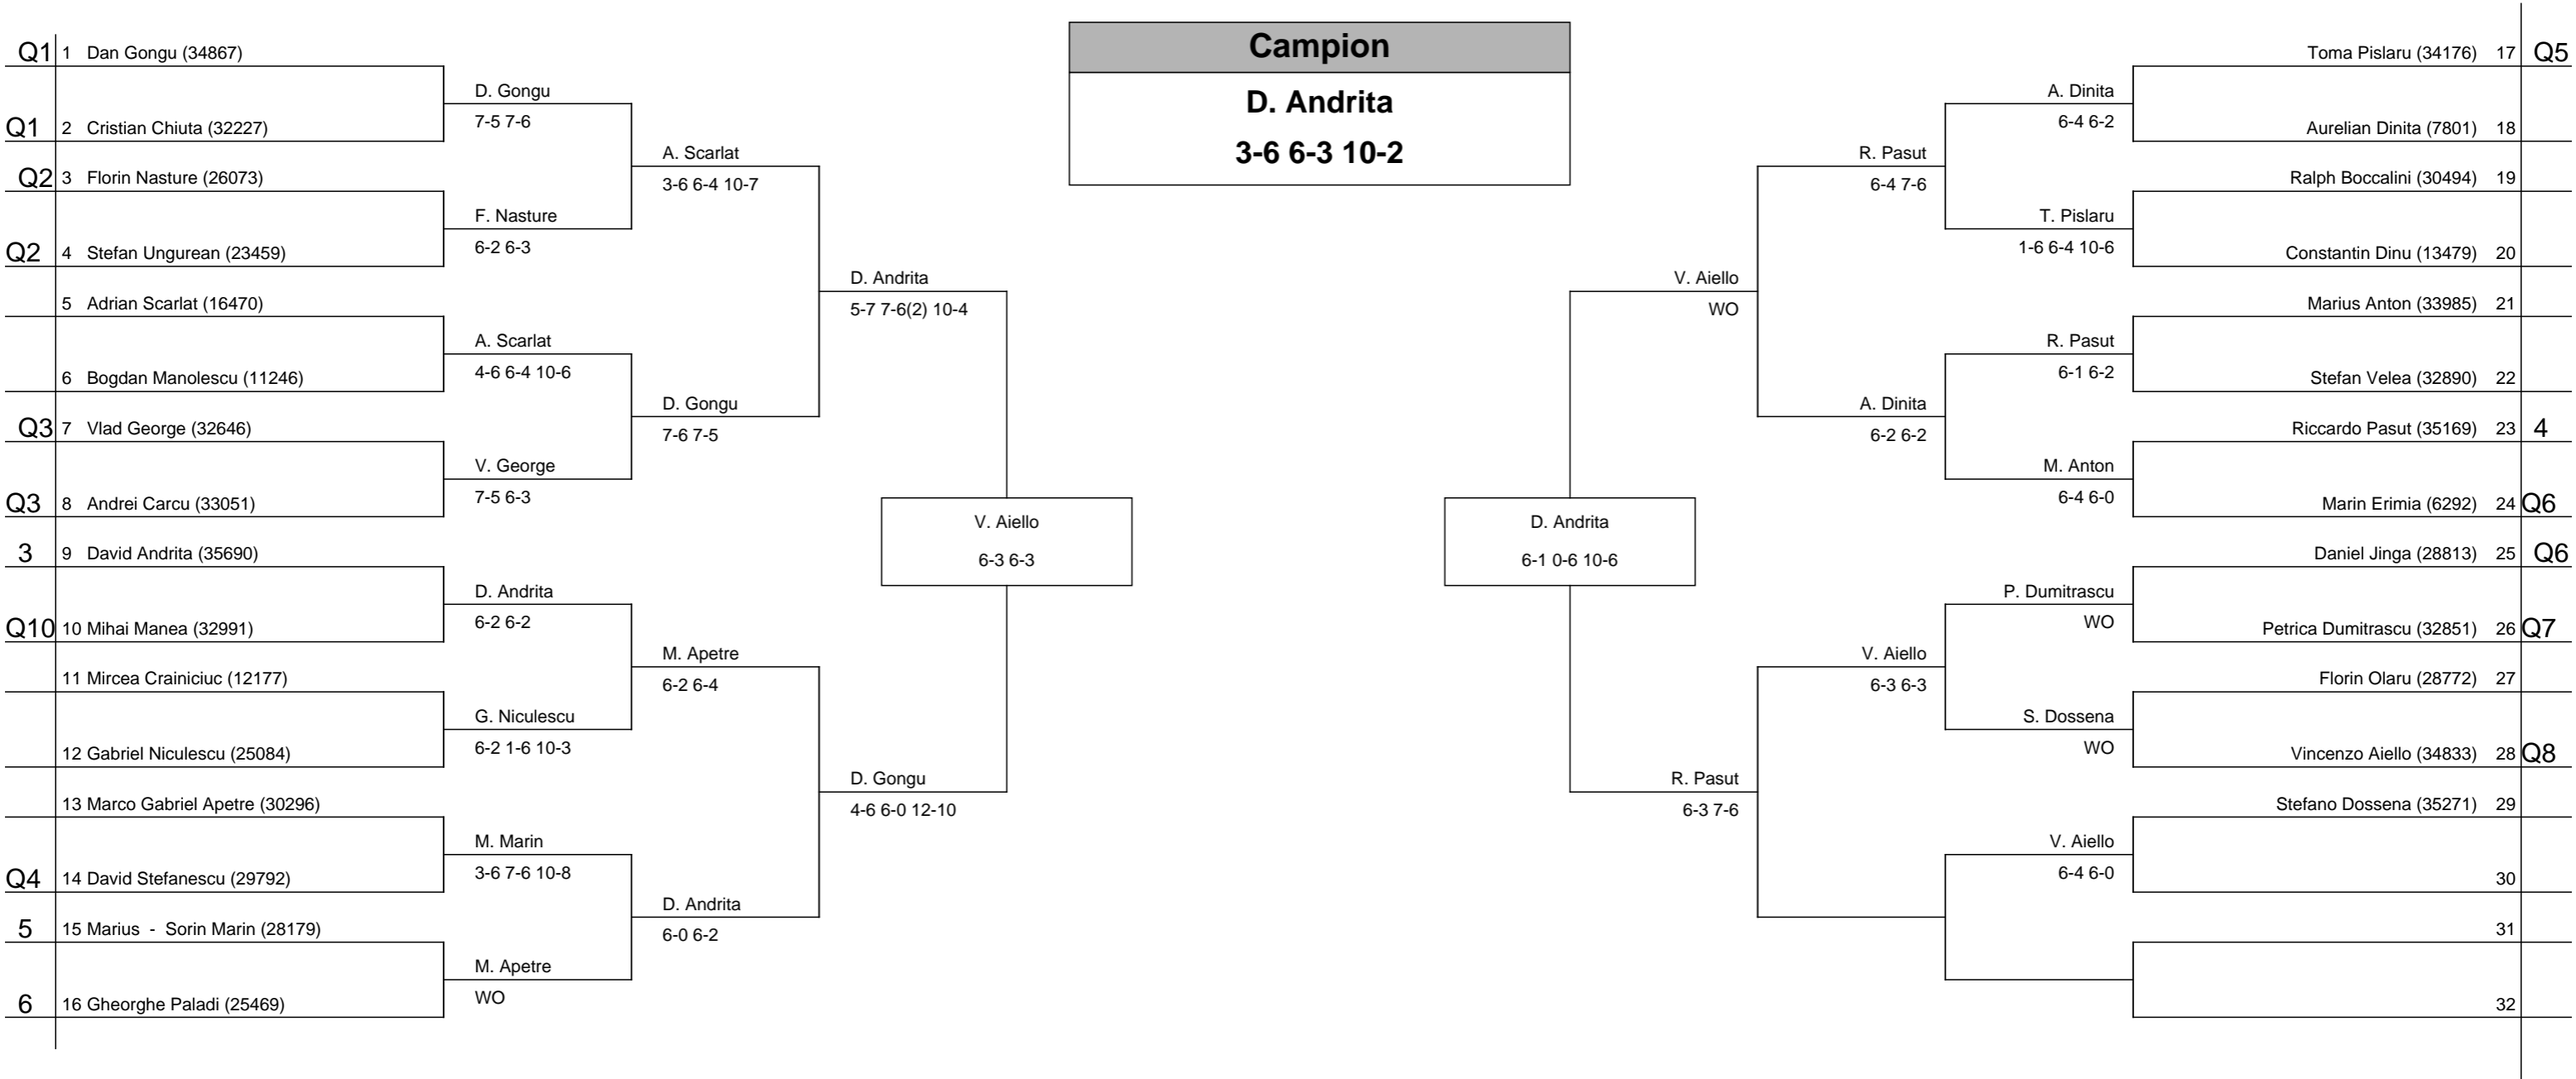 Campion
D. Andrita
3-6 6-3 10-2
Q1 1 Dan Gongu (34867)
D. Gongu
7-5 7-6
Q1 2 Cristian Chiuta (32227)
A. Scarlat
3-6 6-4 10-7
Q2 3 Florin Nasture (26073)
F. Nasture
6-2 6-3
Q2 4 Stefan Ungurean (23459)
D. Andrita
5-7 7-6(2) 10-4
5 Adrian Scarlat (16470)
A. Scarlat
4-6 6-4 10-6
6 Bogdan Manolescu (11246)
D. Gongu
7-6 7-5
Q3 7 Vlad George (32646)
V. George
7-5 6-3
Q3 8 Andrei Carcu (33051)
V. Aiello
6-3 6-3
3 9 David Andrita (35690)
D. Andrita
6-2 6-2
Q10 10 Mihai Manea (32991)
M. Apetre
6-2 6-4
11 Mircea Crainiciuc (12177)
G. Niculescu
6-2 1-6 10-3
12 Gabriel Niculescu (25084)
D. Gongu
4-6 6-0 12-10
13 Marco Gabriel Apetre (30296)
M. Marin
3-6 7-6 10-8
Q4 14 David Stefanescu (29792)
D. Andrita
6-0 6-2
5 15 Marius - Sorin Marin (28179)
M. Apetre
WO
6 16 Gheorghe Paladi (25469)
Toma Pislaru (34176) 17 Q5
A. Dinita
6-4 6-2
Aurelian Dinita (7801) 18
R. Pasut
6-4 7-6
Ralph Boccalini (30494) 19
T. Pislaru
1-6 6-4 10-6
Constantin Dinu (13479) 20
V. Aiello
WO
Marius Anton (33985) 21
R. Pasut
6-1 6-2
Stefan Velea (32890) 22
A. Dinita
6-2 6-2
Riccardo Pasut (35169) 23 4
M. Anton
6-4 6-0
Marin Erimia (6292) 24 Q6
D. Andrita
6-1 0-6 10-6
Daniel Jinga (28813) 25 Q6
P. Dumitrascu
WO
Petrica Dumitrascu (32851) 26 Q7
V. Aiello
6-3 6-3
Florin Olaru (28772) 27
S. Dossena
WO
Vincenzo Aiello (34833) 28 Q8
R. Pasut
6-3 7-6
Stefano Dossena (35271) 29
V. Aiello
6-4 6-0
30
31
32